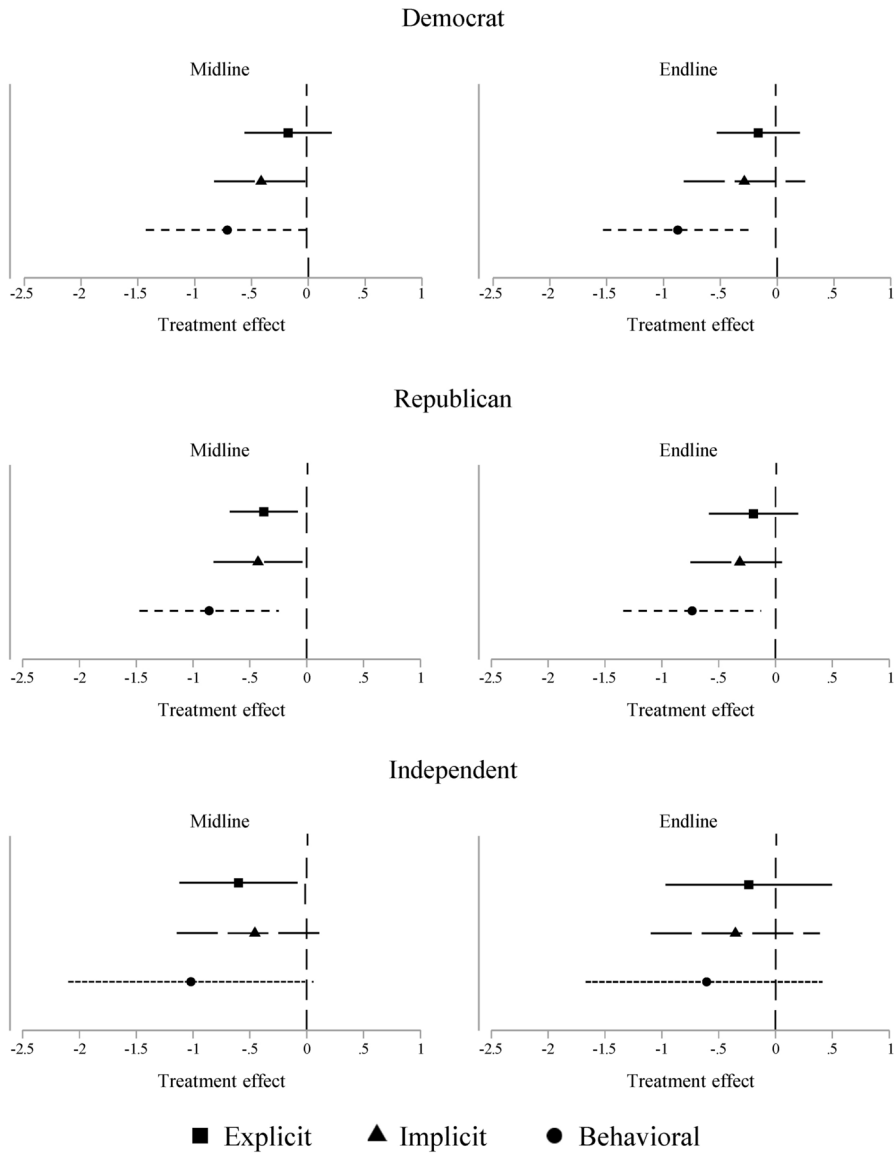 Democrat
Midline Endline
-2.5 -2 -1.5 -1 -.5 0 .5 1 -2.5 -2 -1.5 -1 -.5 0 .5 1
Treatment effect Treatment effect
Republican
Midline Endline
-2.5 -2 -1.5 -1 -.5 0 .5 1 -2.5 -2 -1.5 -1 -.5 0 .5 1
Treatment effect Treatment effect
Independent
Midline Endline
-2.5 -2 -1.5 -1 -.5 0 .5 1 -2.5 -2 -1.5 -1 -.5 0 .5 1
Treatment effect Treatment effect
Explicit Implicit Behavioral